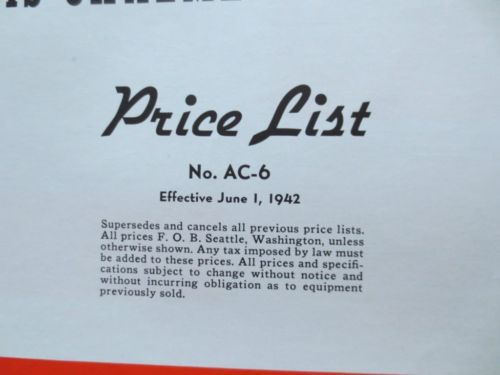 Price List
No. AC-6
Effective June 1, 1942
Supersedes and cancels all previous price lists.
All prices F. O. B. Seattle, Washington, unless
otherwise shown. Any tax imposed by law must
be added to these prices. All prices and specifi-
cations subject to change without notice and
without incurring obligation as to equipment
previously sold.